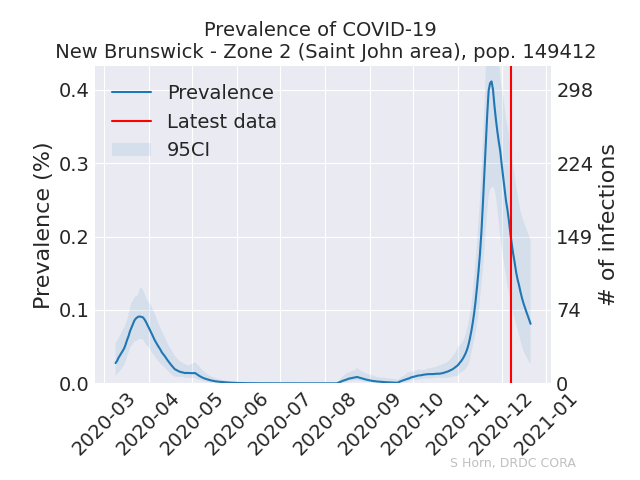 Prevalence of COVID-19
New Brunswick - Zone 2 (Saint John area), pop. 149412
Prevalence
Latest data
95CI
Prevalence (%)
0.4
0.3
0.2
0.1
0.0
298
224
149
74
0
# of infections
2020-03
2020-04
2020-05
2020-06
2020-07
2020-08
2020-09
2020-10
2020-11
2020-12
2021-01
S Horn, DRDC CORA